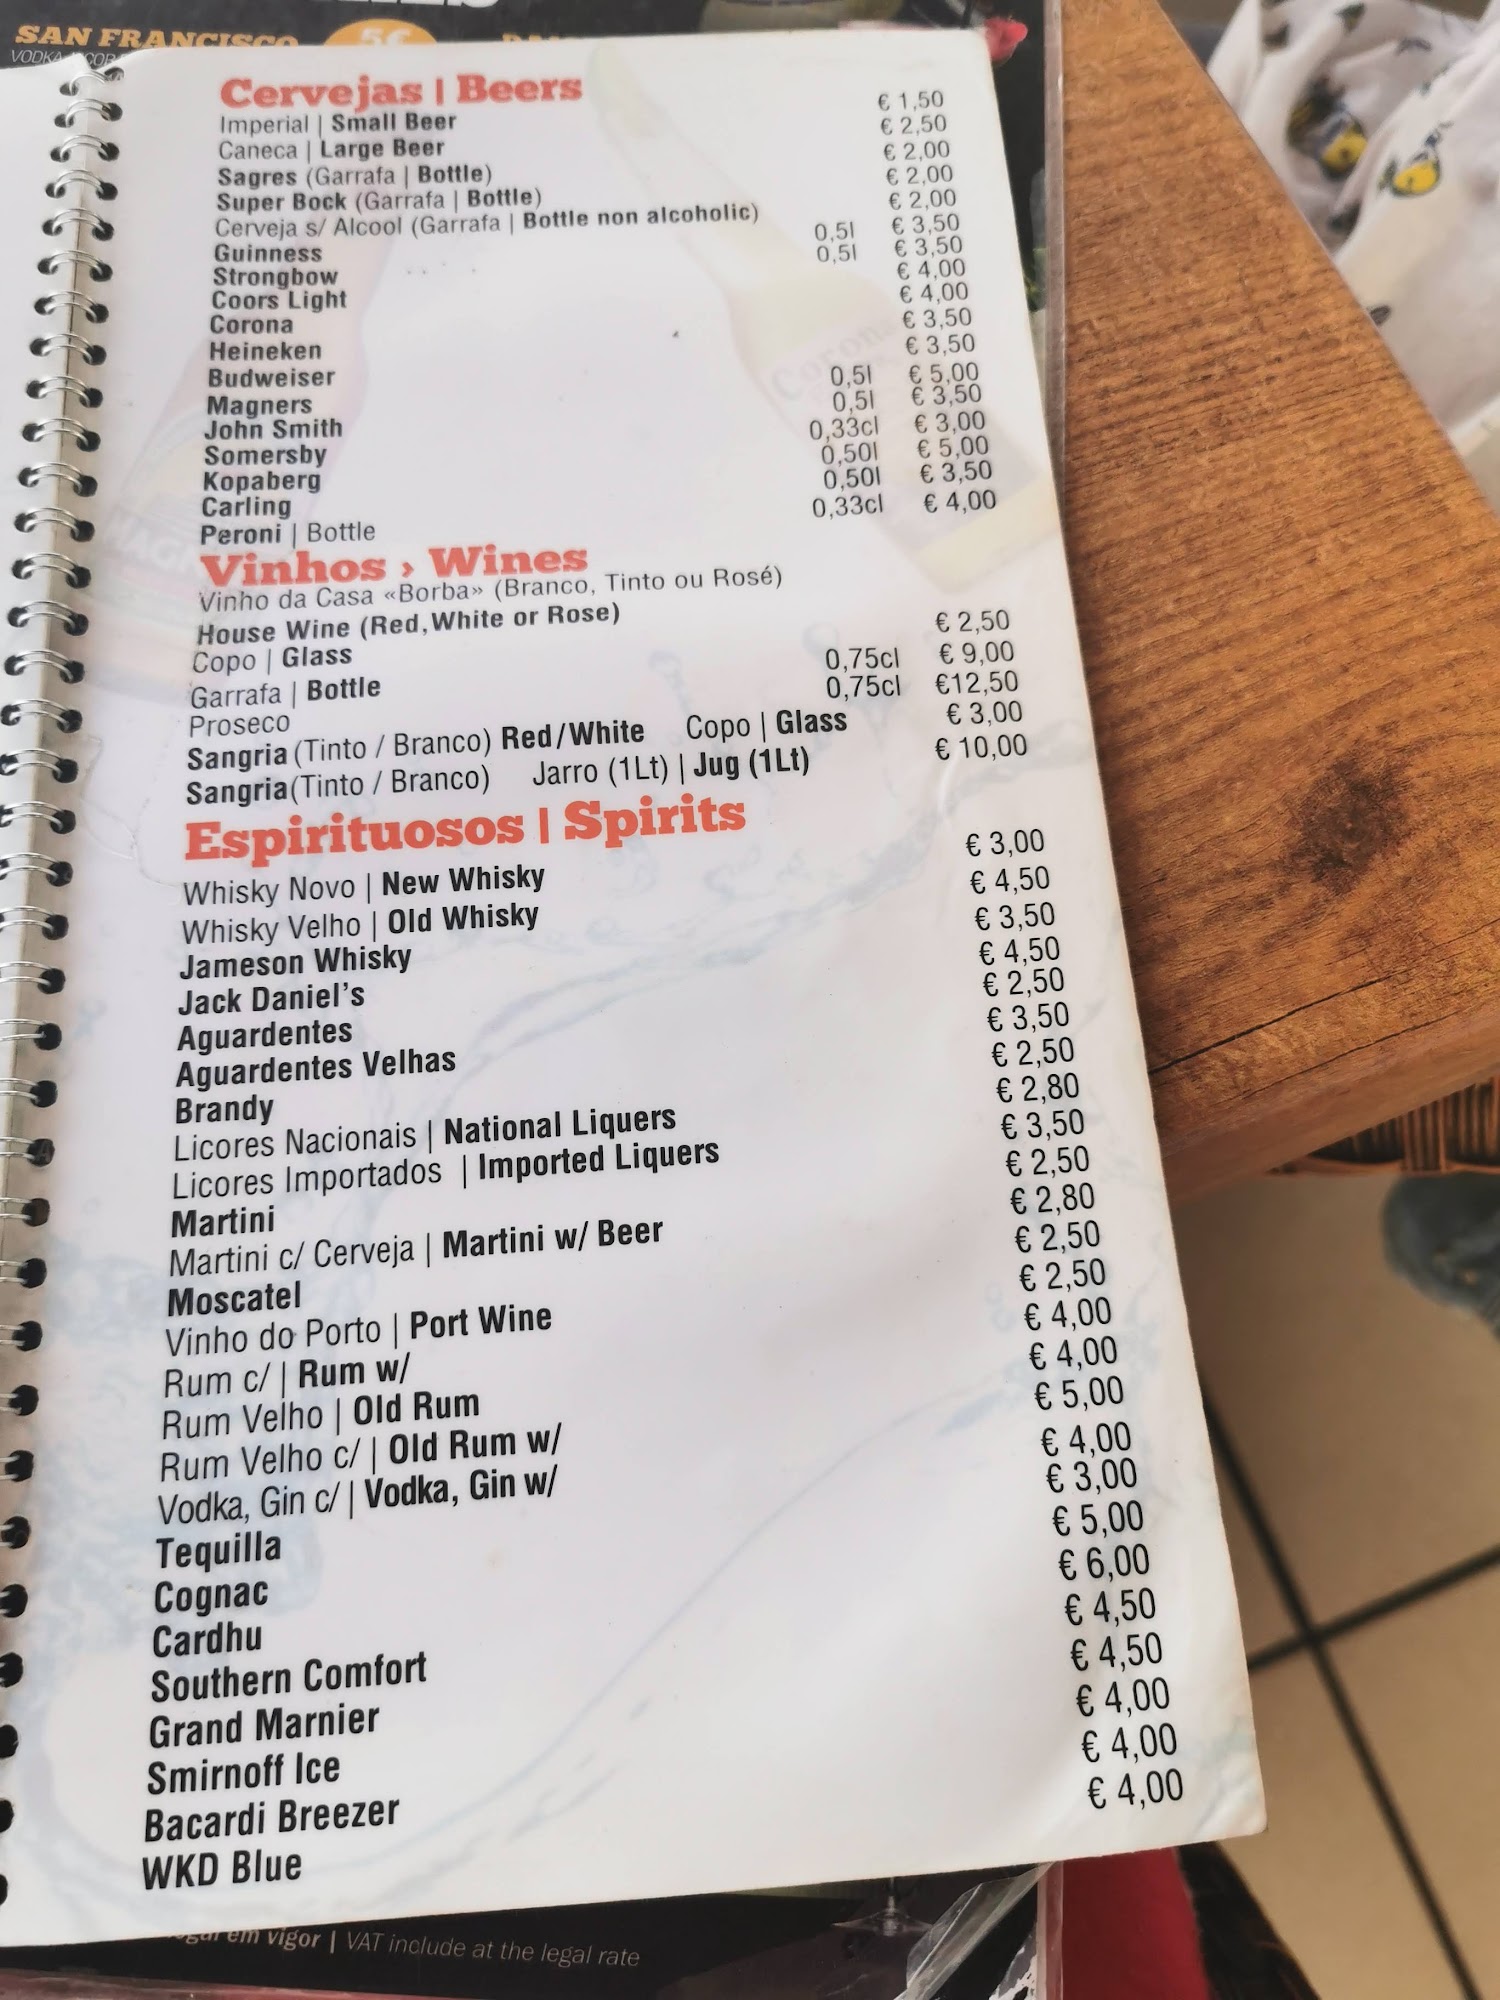 SAN FRANCISCO 5€
VODKA
Cervejas | Beers
Imperial | Small Beer € 1,50
Caneca | Large Beer € 2,50
Sagres (Garrafa | Bottle) € 2,00
Super Bock (Garrafa | Bottle) € 2,00
Cerveja s/ Alcool (Garrafa | Bottle non alcoholic) € 2,00
Guinness 0,5l € 3,50
Strongbow 0,5l € 3,50
Coors Light € 4,00
Corona € 4,00
Heineken € 3,50
Budweiser € 3,50
Magners 0,5l € 5,00
John Smith 0,5l € 3,50
Somersby 0,33cl € 3,00
Kopaberg 0,50l € 5,00
Carling 0,50l € 3,50
Peroni | Bottle 0,33cl € 4,00
Vinhos › Wines
Vinho da Casa «Borba» (Branco, Tinto ou Rosé)
House Wine (Red, White or Rose)
Copo | Glass € 2,50
Garrafa | Bottle 0,75cl € 9,00
Proseco 0,75cl €12,50
Sangria (Tinto / Branco) Red/White Copo | Glass € 3,00
Sangria(Tinto / Branco) Jarro (1Lt) | Jug (1Lt) € 10,00
Espirituosos | Spirits
Whisky Novo | New Whisky € 3,00
Whisky Velho | Old Whisky € 4,50
Jameson Whisky € 3,50
Jack Daniel's € 4,50
Aguardentes € 2,50
Aguardentes Velhas € 3,50
Brandy € 2,50
Licores Nacionais | National Liquers € 2,80
Licores Importados | Imported Liquers € 3,50
Martini € 2,50
Martini c/ Cerveja | Martini w/ Beer € 2,80
Moscatel € 2,50
Vinho do Porto | Port Wine € 2,50
Rum c/ | Rum w/ € 4,00
Rum Velho | Old Rum € 4,00
Rum Velho c/ | Old Rum w/ € 5,00
Vodka, Gin c/ | Vodka, Gin w/ € 4,00
Tequilla € 3,00
Cognac € 5,00
Cardhu € 6,00
Southern Comfort € 4,50
Grand Marnier € 4,50
Smirnoff Ice € 4,00
Bacardi Breezer € 4,00
WKD Blue € 4,00
em vigor | VAT include at the legal rate